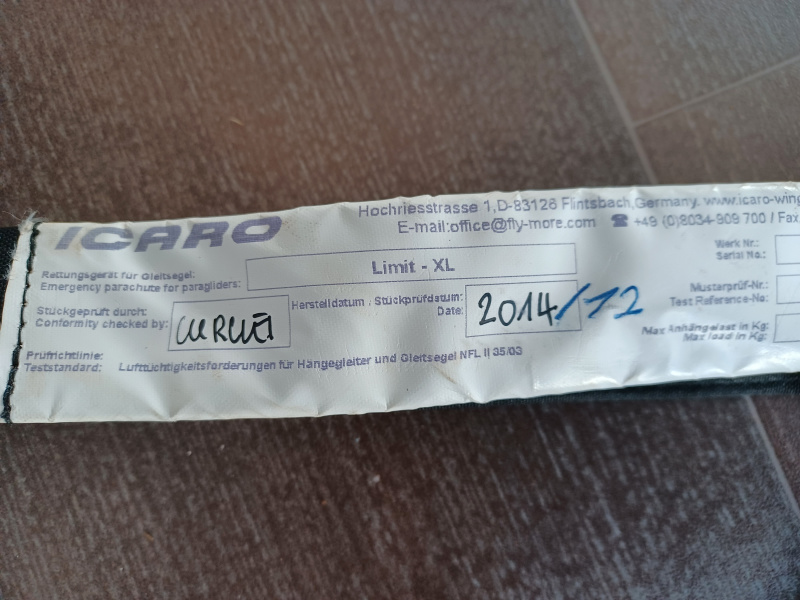 ICARO
Hochriesstrasse 1,D-83126 Flintsbach,Germany. www.icaro-wing
E-mail:office@fly-more.com ☎ +49 (0)8034-909 700 / Fax
Rettungsgerät für Gleitsegel:
Emergency parachute for paragliders:
Limit - XL
Werk Nr.:
Serial No.:
Stückgeprüft durch:
Conformity checked by:
Herstelldatum , Stückprüfdatum:
Date:
2014/12
Musterprüf-Nr.:
Test Reference-No:
Max Anhängelast in Kg:
Max load in Kg:
Prüfrichtlinie:
Teststandard: Lufttüchtigkeitsforderungen für Hängegleiter und Gleitsegel NFL II 35/03